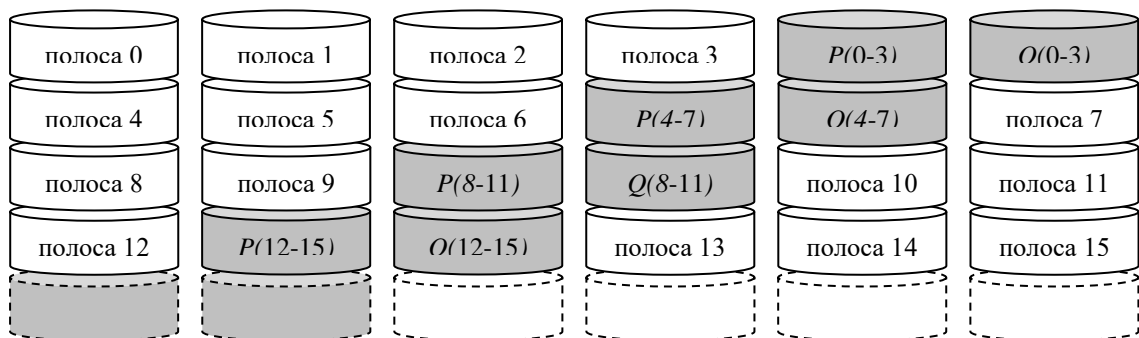 полоса 0 полоса 1 полоса 2 полоса 3 P(0-3) Q(0-3)
полоса 4 полоса 5 полоса 6 P(4-7) Q(4-7) полоса 7
полоса 8 полоса 9 P(8-11) Q(8-11) полоса 10 полоса 11
полоса 12 P(12-15) Q(12-15) полоса 13 полоса 14 полоса 15